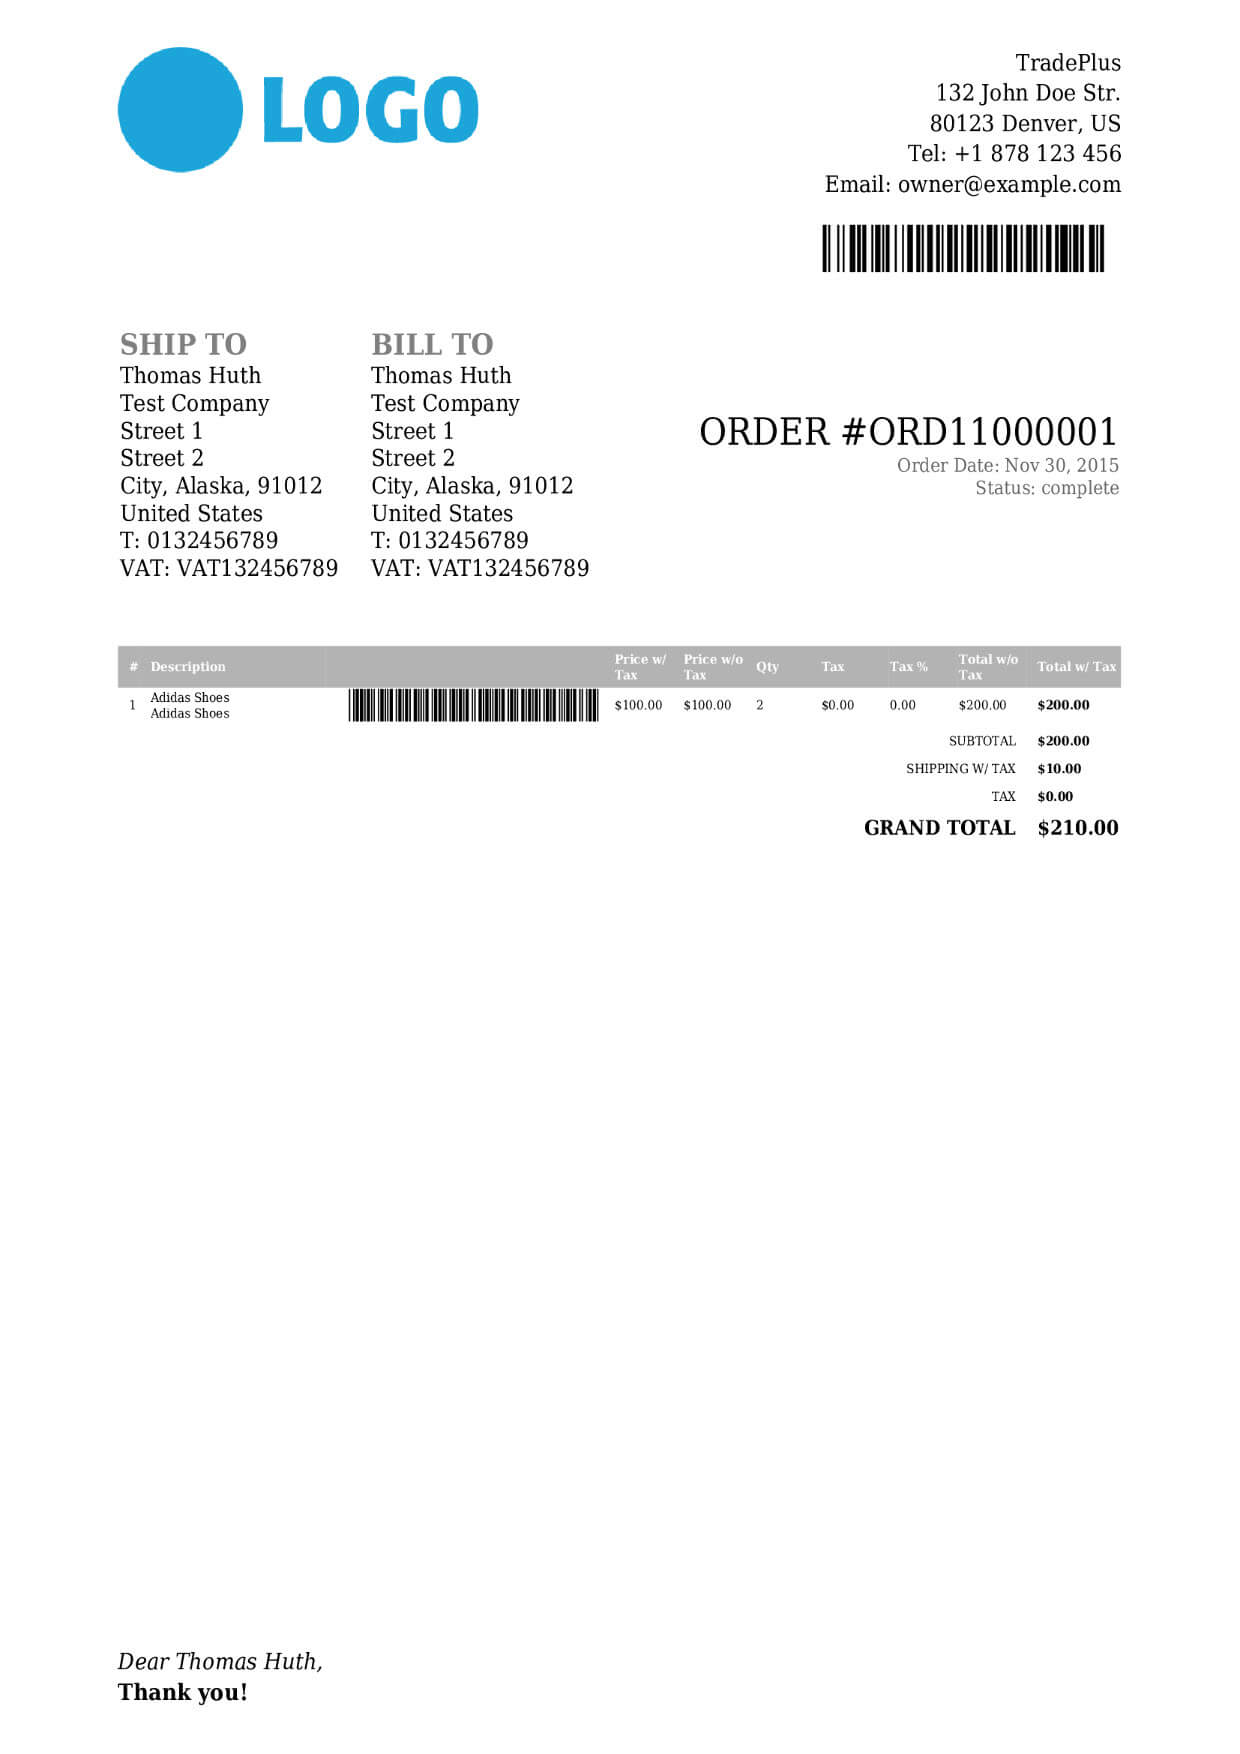 LOGO
TradePlus
132 John Doe Str.
80123 Denver, US
Tel: +1 878 123 456
Email: owner@example.com
SHIP TO
Thomas Huth
Test Company
Street 1
Street 2
City, Alaska, 91012
United States
T: 0132456789
VAT: VAT132456789
BILL TO
Thomas Huth
Test Company
Street 1
Street 2
City, Alaska, 91012
United States
T: 0132456789
VAT: VAT132456789
ORDER #ORD11000001
Order Date: Nov 30, 2015
Status: complete
# Description Price w/ Tax Price w/o Tax Qty Tax Tax % Total w/o Tax Total w/ Tax
1 Adidas Shoes
Adidas Shoes $100.00 $100.00 2 $0.00 0.00 $200.00 $200.00
SUBTOTAL $200.00
SHIPPING W/ TAX $10.00
TAX $0.00
GRAND TOTAL $210.00
Dear Thomas Huth,
Thank you!